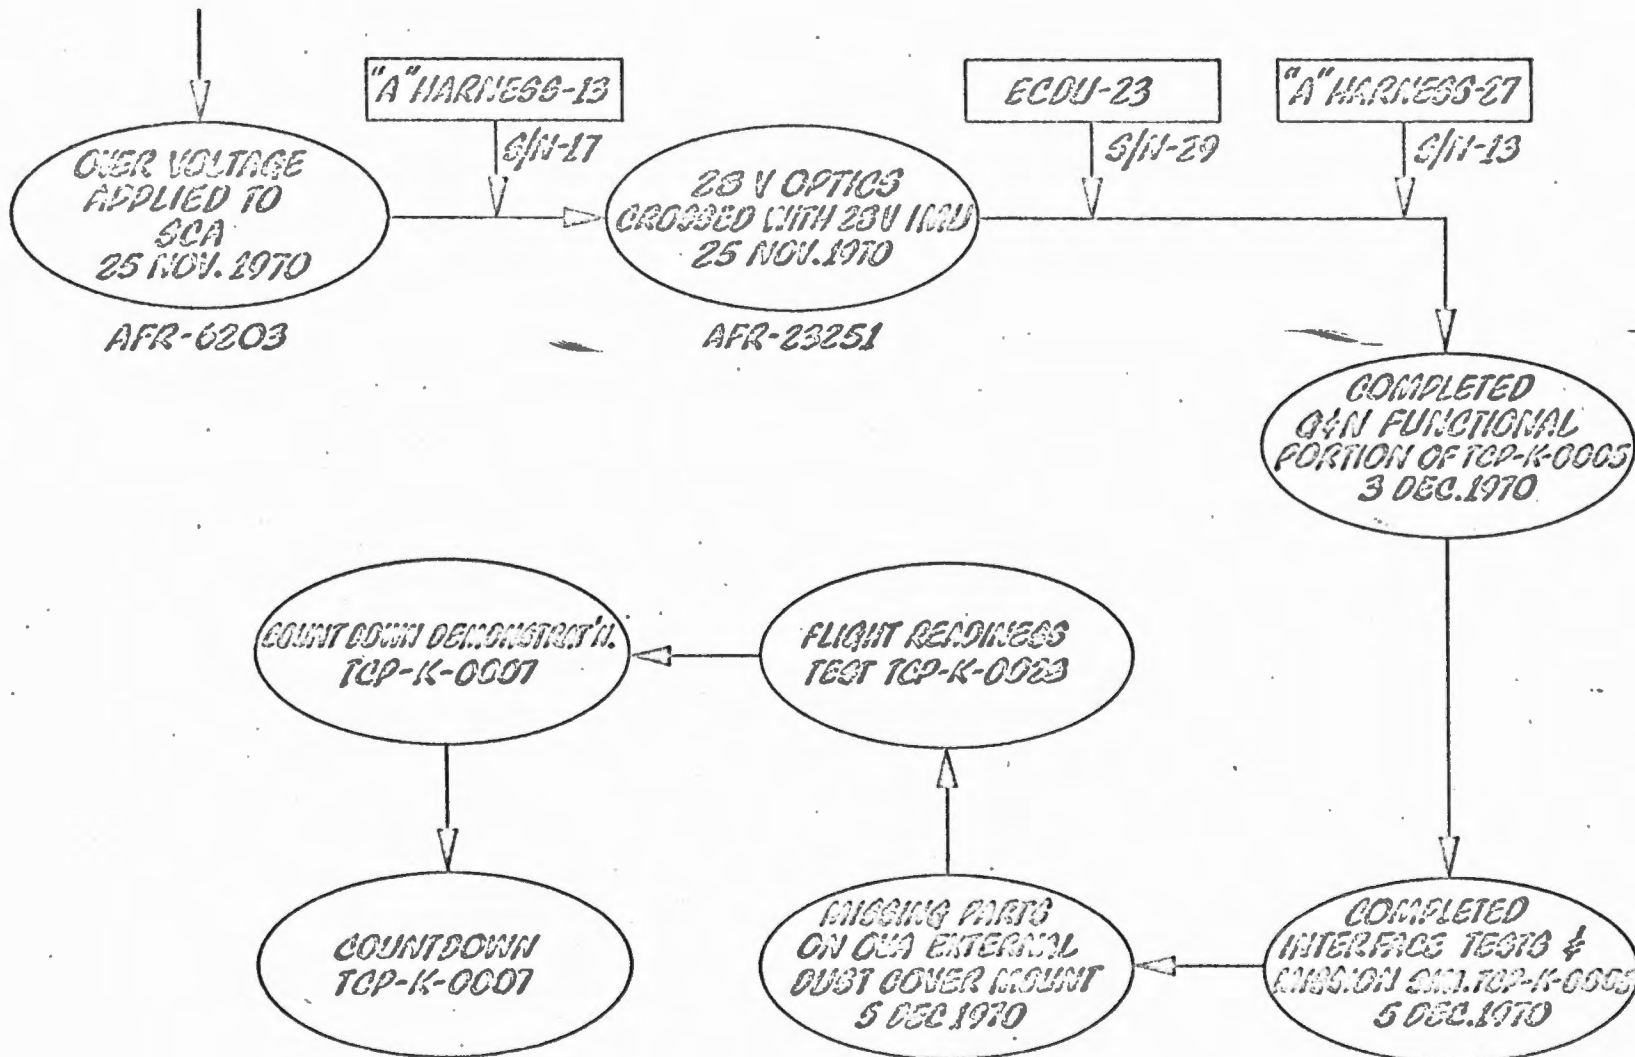 "A" HARNESS-13
S/N-17
ECDU-23
S/N-29
"A" HARNESS-27
S/N-13
OVER VOLTAGE
APPLIED TO
SCA
25 NOV. 1970
AFR-6203
28 V OPTICS
CROSSED WITH 28V IMU
25 NOV. 1970
AFR-23251
COMPLETED
G&N FUNCTIONAL
PORTION OF TCP-K-0005
3 DEC. 1970
COUNT DOWN DEMONSTRAT'N.
TCP-K-0007
FLIGHT READINESS
TEST TCP-K-0023
COUNTDOWN
TCP-K-0007
MISSING PARTS
ON OUA EXTERNAL
DUST COVER MOUNT
5 DEC 1970
COMPLETED
INTERFACE TESTS &
MISSION SIM. TCP-K-0005
5 DEC. 1970